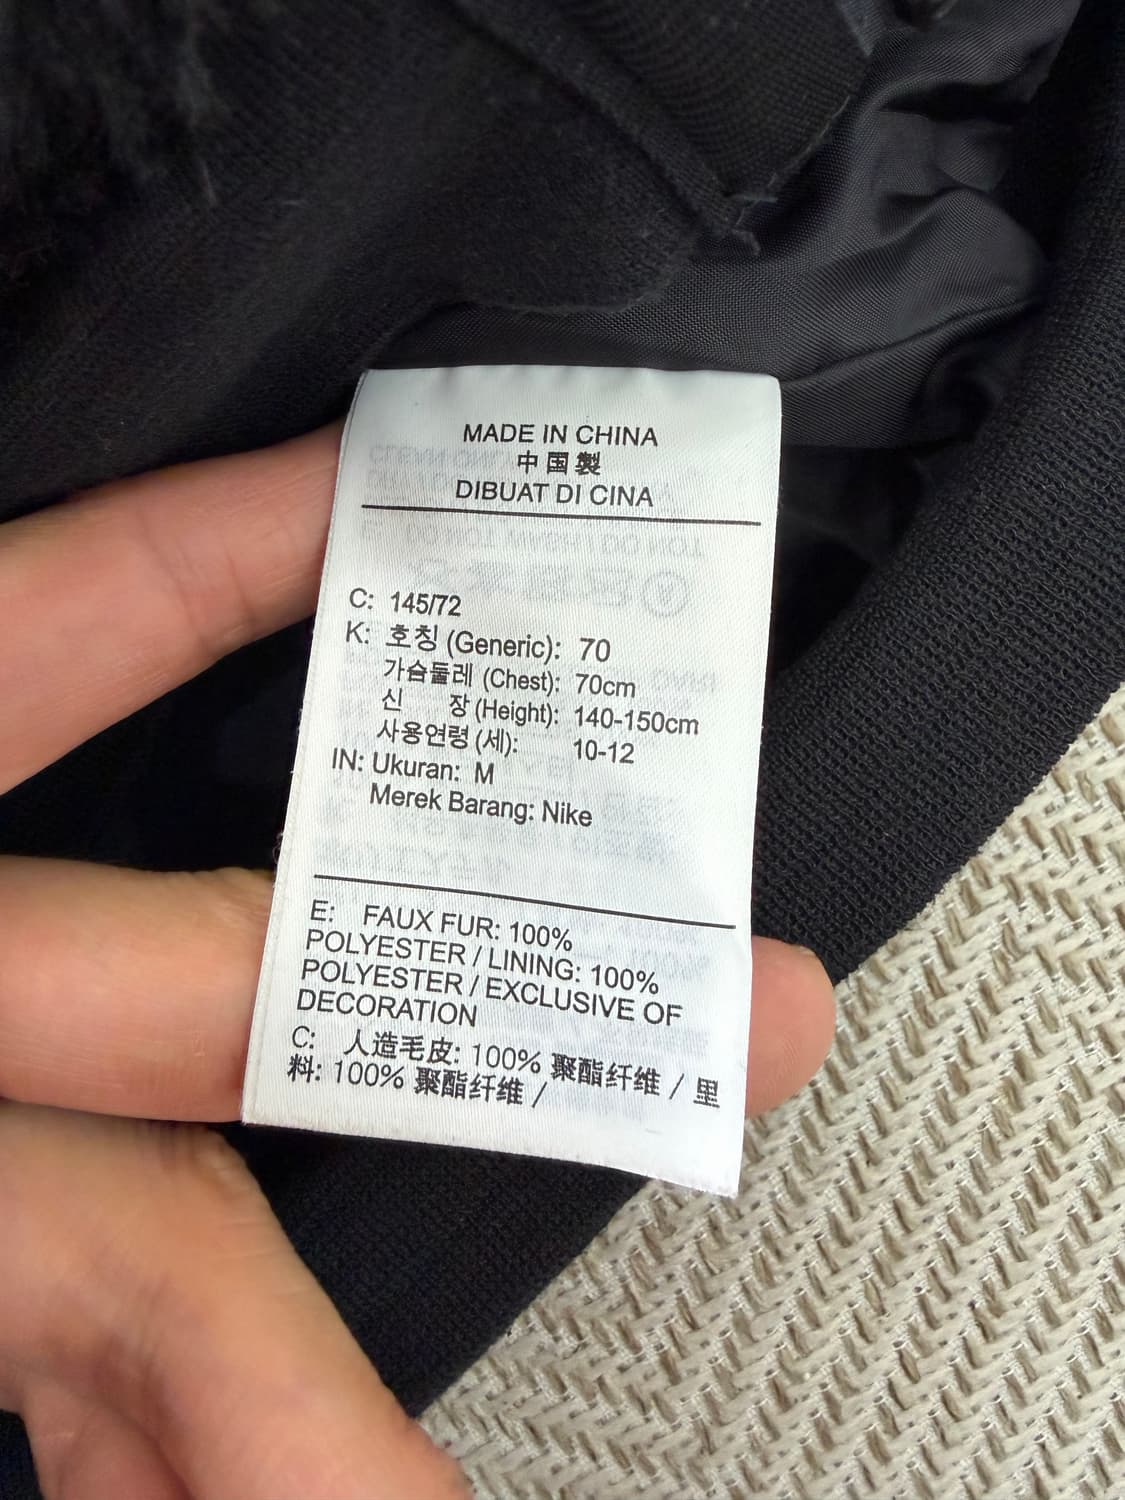 MADE IN CHINA
中国製
DIBUAT DI CINA
C: 145/72
K: 호칭 (Generic): 70
가슴둘레 (Chest): 70cm
신 장 (Height): 140-150cm
사용연령 (세): 10-12
IN: Ukuran: M
Merek Barang: Nike
E: FAUX FUR: 100%
POLYESTER / LINING: 100%
POLYESTER / EXCLUSIVE OF
DECORATION
C: 人造毛皮: 100% 聚酯纤维 / 里
料: 100% 聚酯纤维 /